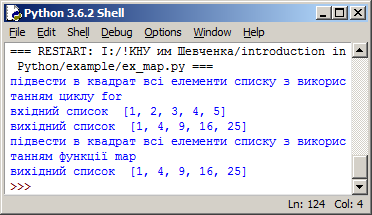 Python 3.6.2 Shell
File Edit Shell Debug Options Window Help
=== RESTART: I:/!КНУ им Шевченка/introduction in
Python/example/ex_map.py ===
підвести в квадрат всі елементи списку з викорис
танням циклу for
вхідний список  [1, 2, 3, 4, 5]
вихідний список  [1, 4, 9, 16, 25]
підвести в квадрат всі елементи списку з викорис
танням функції map
вихідний список  [1, 4, 9, 16, 25]
>>>
Ln: 124 Col: 4